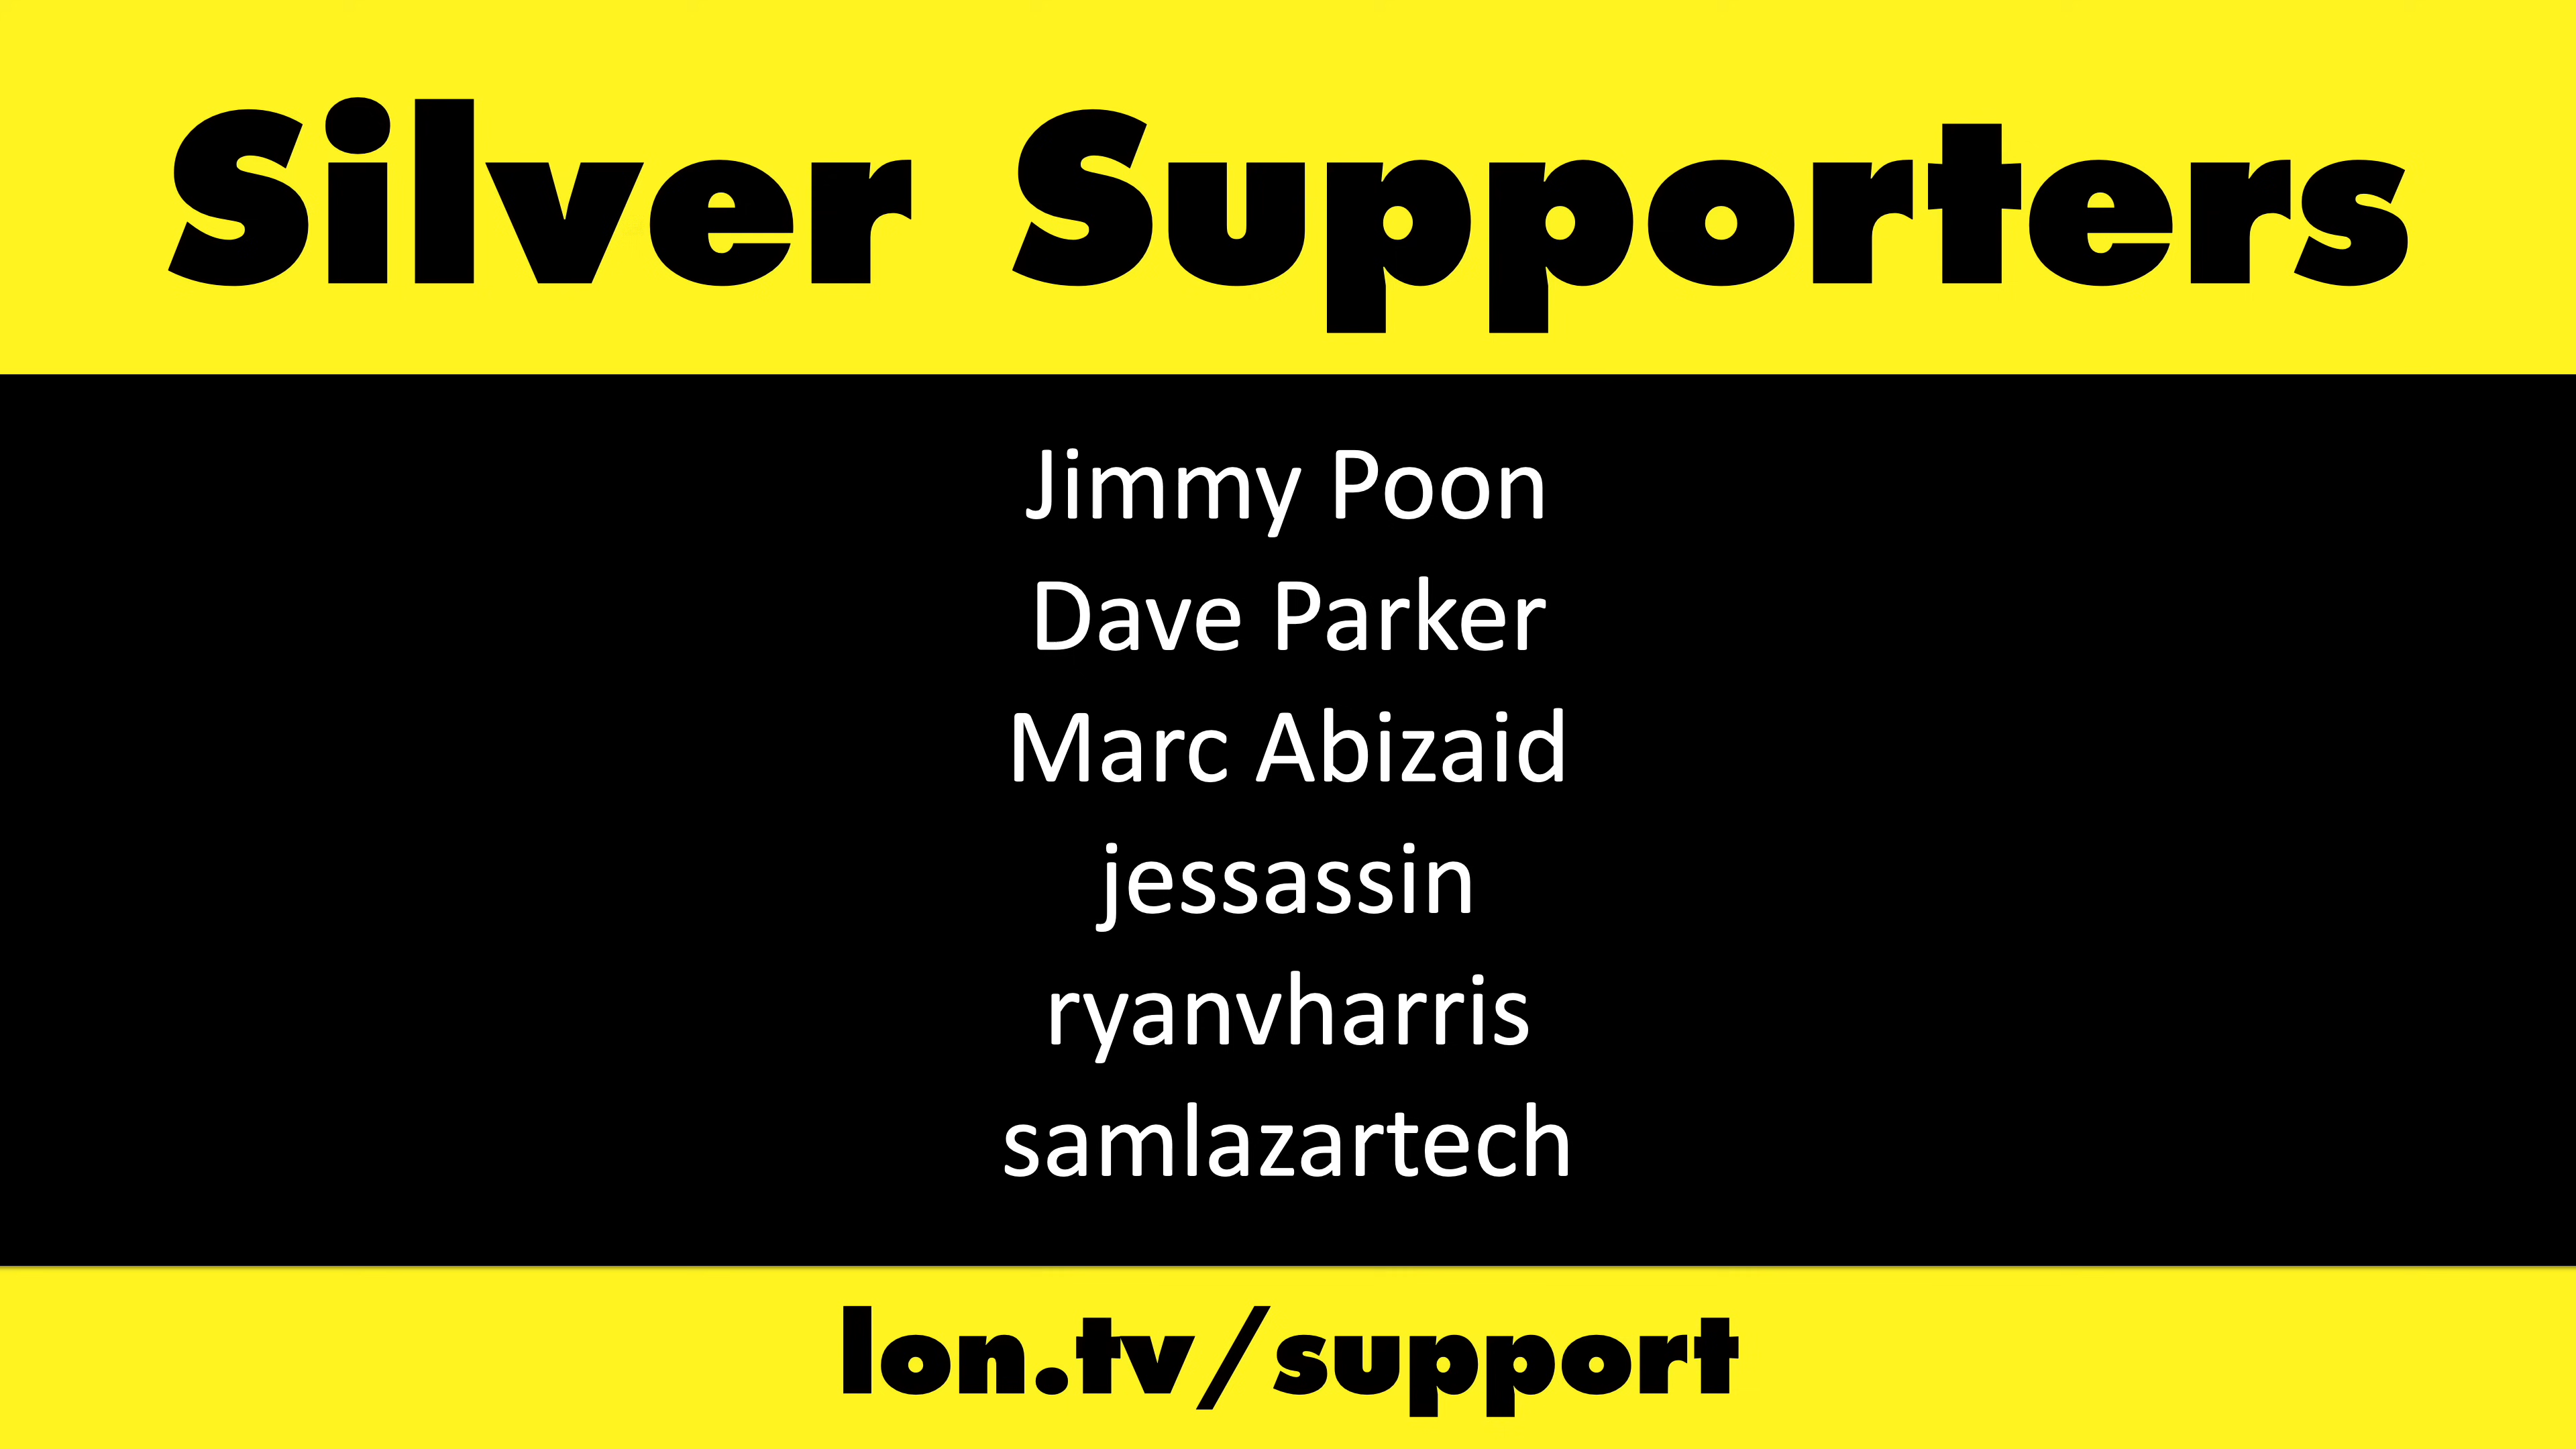 Silver Supporters
Jimmy Poon
Dave Parker
Marc Abizaid
jessassin
ryanvharris
samlazartech
lon.tv/support